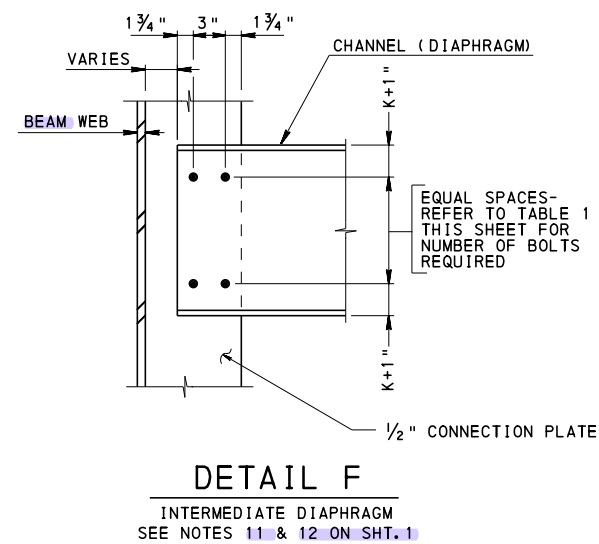 1 3/4" 3" 1 3/4"
VARIES
CHANNEL (DIAPHRAGM)
K+1"
BEAM WEB
EQUAL SPACES-
REFER TO TABLE 1
THIS SHEET FOR
NUMBER OF BOLTS
REQUIRED
K+1"
1/2" CONNECTION PLATE
DETAIL F
INTERMEDIATE DIAPHRAGM
SEE NOTES 11 & 12 ON SHT.1